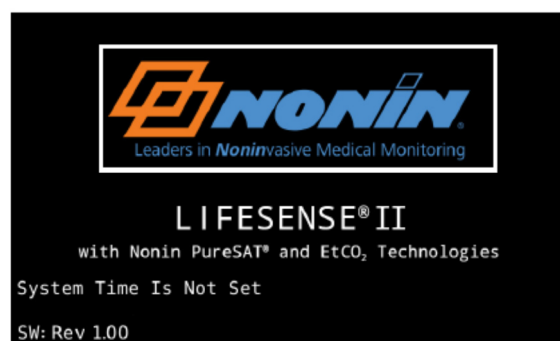 NONIN®
Leaders in Noninvasive Medical Monitoring
LIFESENSE® II
with Nonin PureSAT® and EtCO₂ Technologies
System Time Is Not Set
SW: Rev 1.00